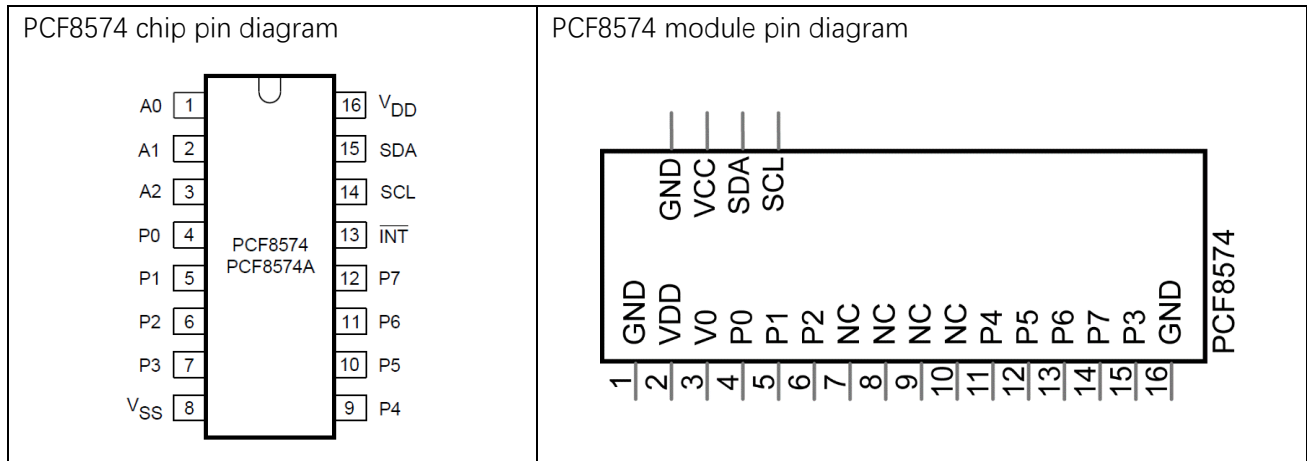 PCF8574 chip pin diagram
A0 1 16 VDD
A1 2 15 SDA
A2 3 14 SCL
P0 4 13 INT
PCF8574
PCF8574A
P1 5 12 P7
P2 6 11 P6
P3 7 10 P5
VSS 8 9 P4
PCF8574 module pin diagram
GND VCC SDA SCL
GND VDD V0 P0 P1 P2 NC NC NC NC P4 P5 P6 P7 P3 GND
1 2 3 4 5 6 7 8 9 10 11 12 13 14 15 16
PCF8574